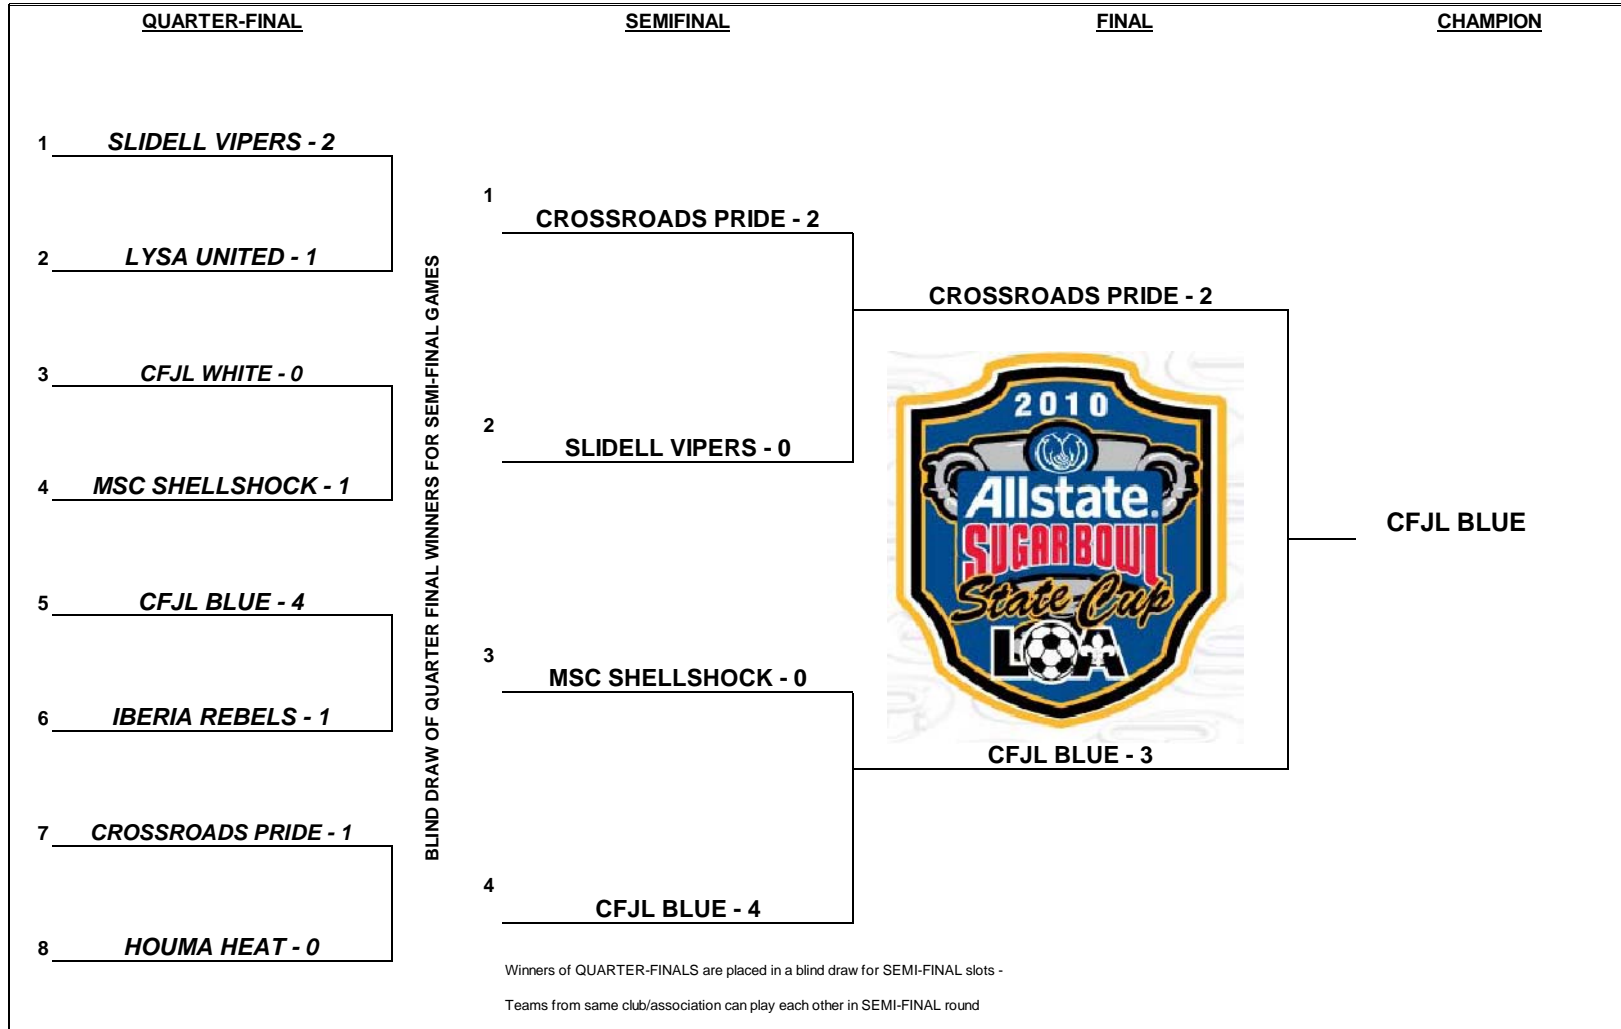 QUARTER-FINAL
SEMIFINAL
FINAL
CHAMPION
1 SLIDELL VIPERS - 2
2 LYSA UNITED - 1
3 CFJL WHITE - 0
4 MSC SHELLSHOCK - 1
5 CFJL BLUE - 4
6 IBERIA REBELS - 1
7 CROSSROADS PRIDE - 1
8 HOUMA HEAT - 0
BLIND DRAW OF QUARTER FINAL WINNERS FOR SEMI-FINAL GAMES
1
CROSSROADS PRIDE - 2
2
SLIDELL VIPERS - 0
3
MSC SHELLSHOCK - 0
4
CFJL BLUE - 4
CROSSROADS PRIDE - 2
2010
Allstate.
SUGAR BOWL
State Cup
LSA
CFJL BLUE - 3
CFJL BLUE
Winners of QUARTER-FINALS are placed in a blind draw for SEMI-FINAL slots -
Teams from same club/association can play each other in SEMI-FINAL round